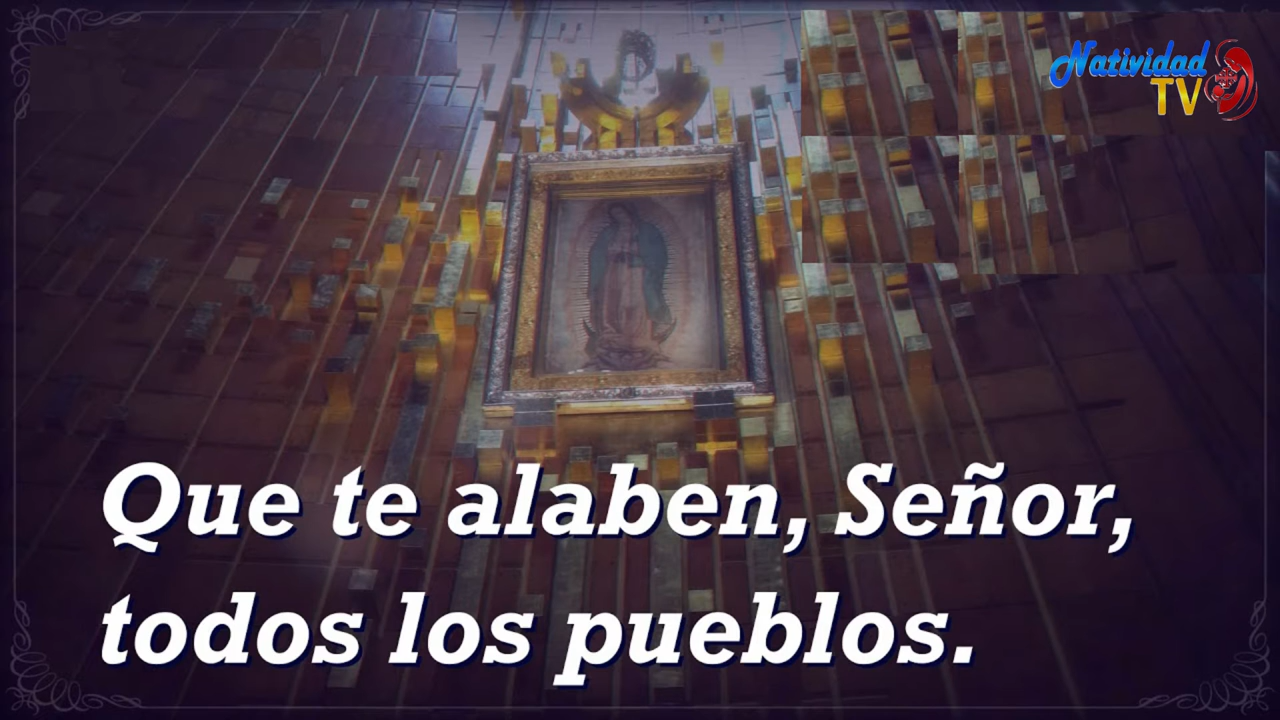 Natividad
TV
Que te alaben, Señor,
todos los pueblos.